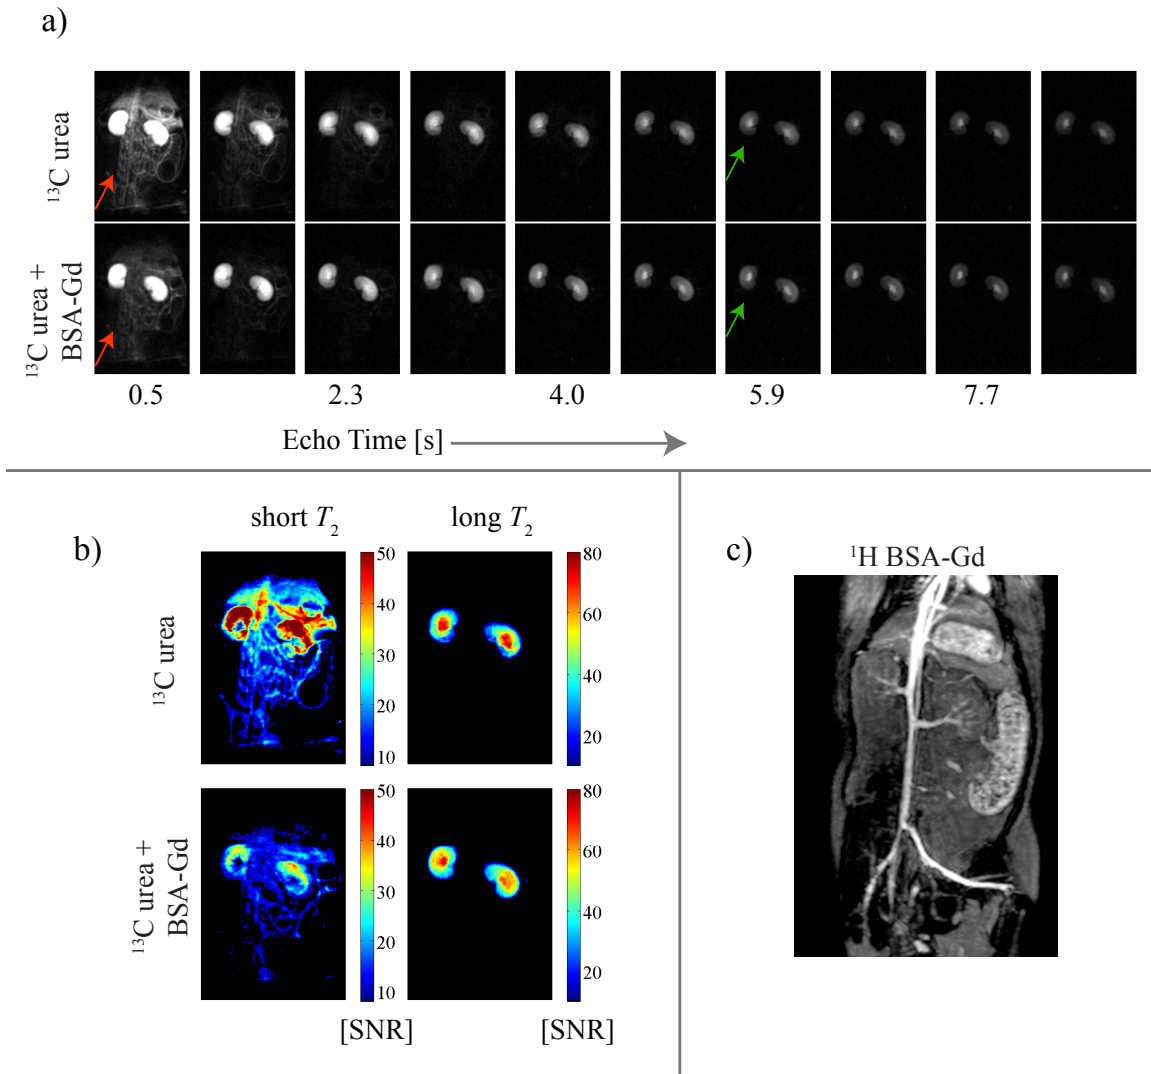 a)
¹³C urea
¹³C urea +
BSA-Gd
0.5 2.3 4.0 5.9 7.7
Echo Time [s]
b)
short T₂ long T₂
¹³C urea
50
40
30
20
10
80
60
40
20
¹³C urea +
BSA-Gd
50
40
30
20
10
80
60
40
20
[SNR] [SNR]
c)
¹H BSA-Gd